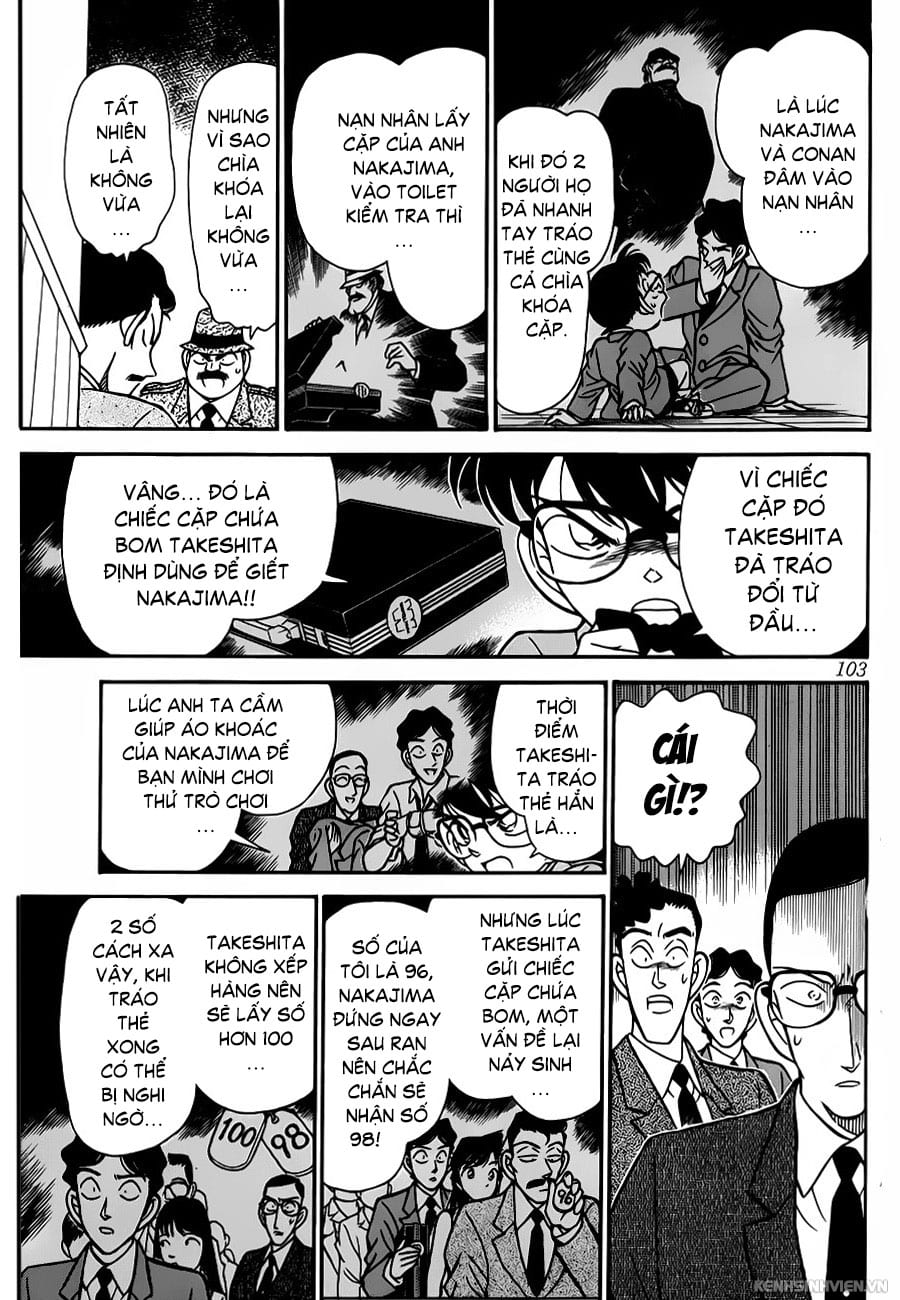 LÀ LÚC
NAKAJIMA
VÀ CONAN
ĐÂM VÀO
NẠN NHÂN
KHI ĐÓ 2
NGƯỜI HỌ
ĐÃ NHANH
TAY TRÁO
THẺ CÙNG
CẢ CHÌA
KHÓA
CẶP.
NẠN NHÂN LẤY
CẶP CỦA ANH
NAKAJIMA,
VÀO TOILET
KIỂM TRA THÌ
...
NHƯNG
VÌ SAO
CHÌA
KHÓA
LẠI
KHÔNG
VỪA
...
TẤT
NHIÊN
LÀ
KHÔNG
VỪA
...
VÌ CHIẾC
CẶP ĐÓ
TAKESHITA
ĐÃ TRÁO
ĐỔI TỪ
ĐẦU...
VÂNG... ĐÓ LÀ
CHIẾC CẶP CHỨA
BOM TAKESHITA
ĐỊNH DÙNG ĐỂ GIẾT
NAKAJIMA!!
103
CÁI
GÌ!?
THỜI
ĐIỂM
TAKESHI-
TA TRÁO
THẺ HẲN
LÀ...
LÚC ANH TA CẦM
GIÚP ÁO KHOÁC
CỦA NAKAJIMA ĐỂ
BẠN MÌNH CHƠI
THỬ TRÒ CHƠI
...
NHƯNG LÚC
TAKESHITA
GỬI CHIẾC
CẶP CHỨA
BOM, MỘT
VẤN ĐỀ LẠI
NẢY SINH
...
SỐ CỦA
TÔI LÀ 96,
NAKAJIMA
ĐỨNG NGAY
SAU RAN
NÊN CHẮC
CHẮN SẼ
NHẬN SỐ
98!
96
TAKESHITA
KHÔNG XẾP
HÀNG NÊN
SẼ LẤY SỐ
HƠN 100
...
2 SỐ
CÁCH XA
VẬY, KHI
TRÁO
THẺ
XONG
CÓ THỂ
BỊ NGHI
NGỜ...
100
98
KENHSINHVIEN.VN